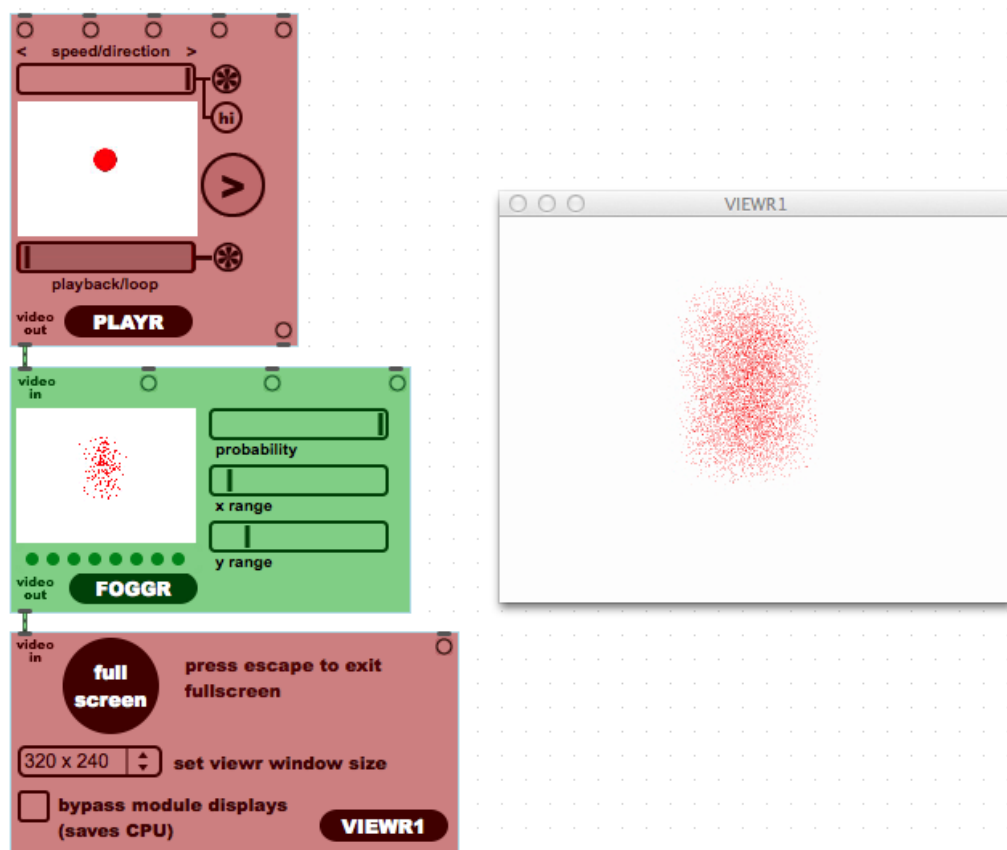 < speed/direction >
hi
>
playback/loop
video
out
PLAYR
VIEWR1
video
in
probability
x range
y range
video
out
FOGGR
video
in
full
screen
press escape to exit
fullscreen
320 x 240
set viewr window size
bypass module displays
(saves CPU)
VIEWR1